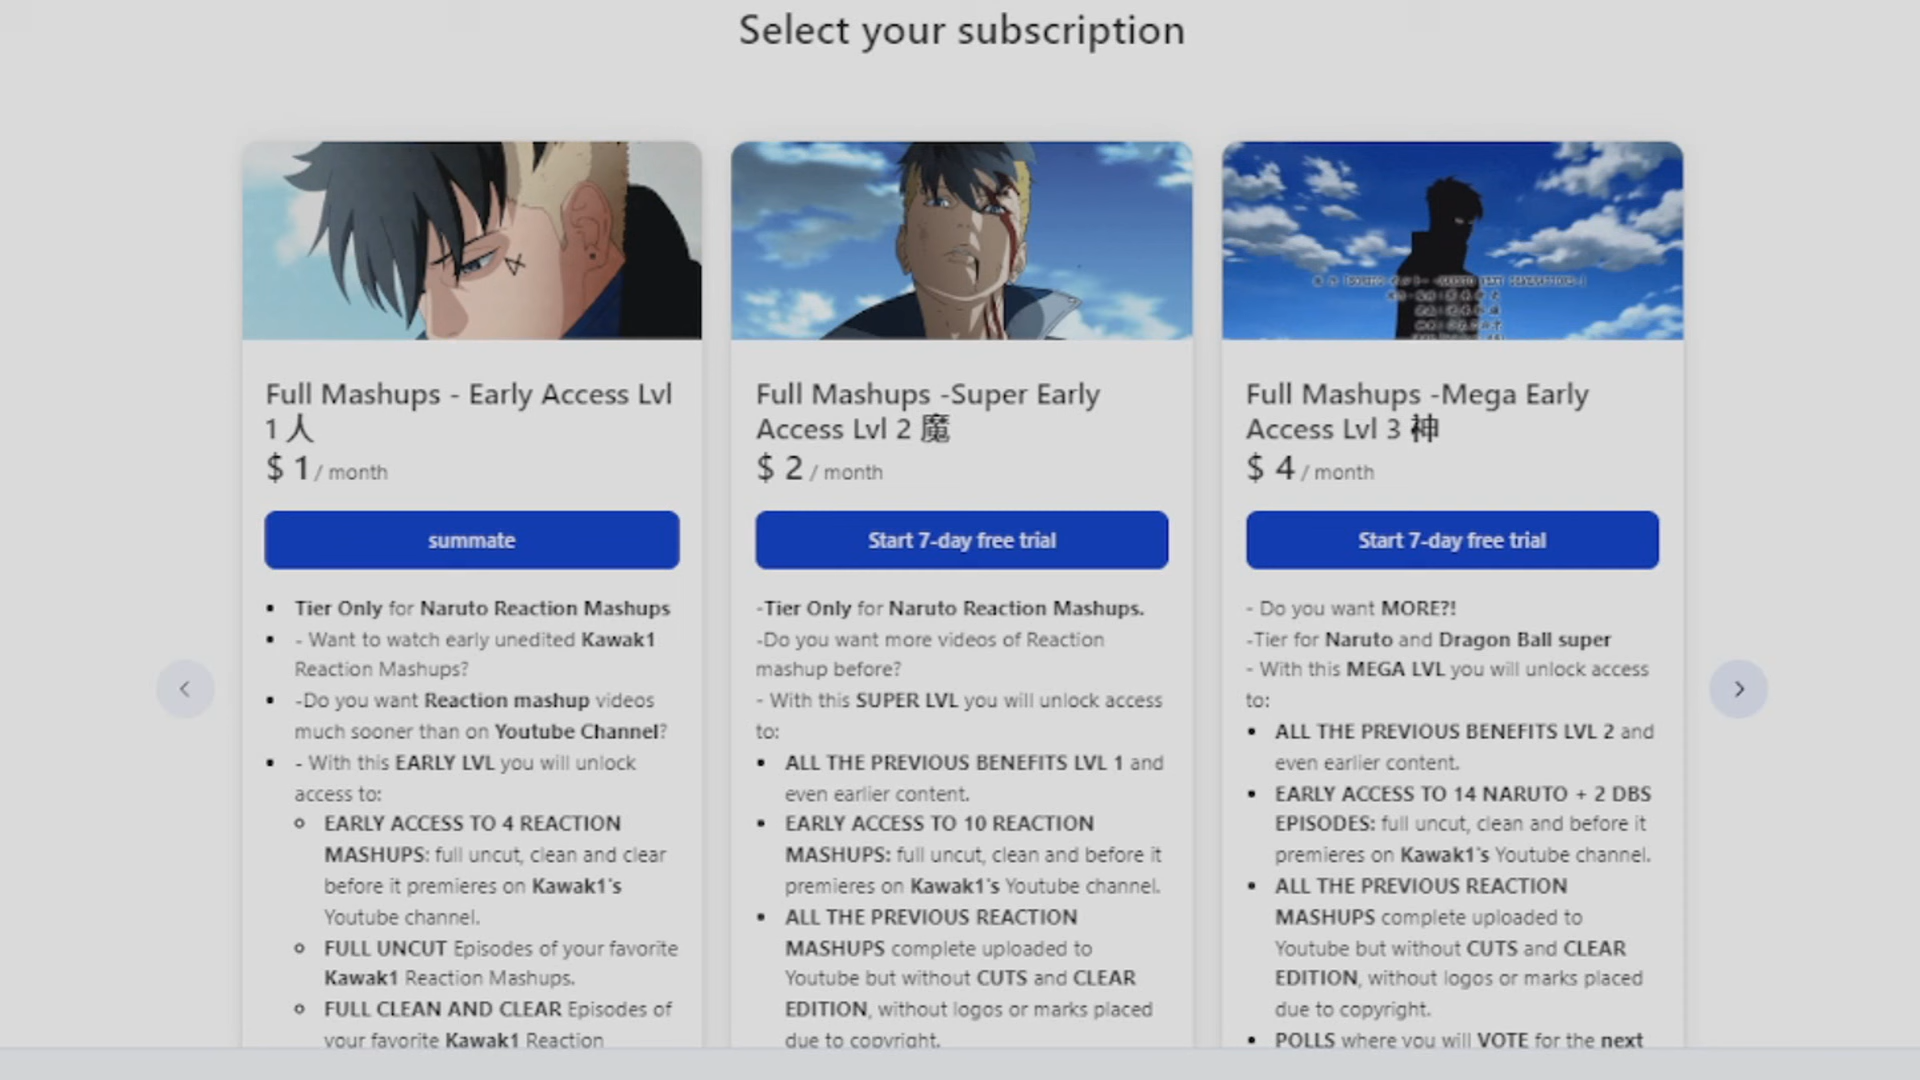 Select your subscription
Full Mashups - Early Access Lvl
1 人
$ 1 / month
summate
Tier Only for Naruto Reaction Mashups
- Want to watch early unedited Kawak1
Reaction Mashups?
-Do you want Reaction mashup videos
much sooner than on Youtube Channel?
- With this EARLY LVL you will unlock
access to:
EARLY ACCESS TO 4 REACTION
MASHUPS: full uncut, clean and clear
before it premieres on Kawak1's
Youtube channel.
FULL UNCUT Episodes of your favorite
Kawak1 Reaction Mashups.
FULL CLEAN AND CLEAR Episodes of
your favorite Kawak1 Reaction
Full Mashups -Super Early
Access Lvl 2 魔
$ 2 / month
Start 7-day free trial
-Tier Only for Naruto Reaction Mashups.
-Do you want more videos of Reaction
mashup before?
- With this SUPER LVL you will unlock access
to:
ALL THE PREVIOUS BENEFITS LVL 1 and
even earlier content.
EARLY ACCESS TO 10 REACTION
MASHUPS: full uncut, clean and before it
premieres on Kawak1's Youtube channel.
ALL THE PREVIOUS REACTION
MASHUPS complete uploaded to
Youtube but without CUTS and CLEAR
EDITION, without logos or marks placed
due to copyright.
Full Mashups -Mega Early
Access Lvl 3 神
$ 4 / month
Start 7-day free trial
- Do you want MORE?!
-Tier for Naruto and Dragon Ball super
- With this MEGA LVL you will unlock access
to:
ALL THE PREVIOUS BENEFITS LVL 2 and
even earlier content.
EARLY ACCESS TO 14 NARUTO + 2 DBS
EPISODES: full uncut, clean and before it
premieres on Kawak1's Youtube channel.
ALL THE PREVIOUS REACTION
MASHUPS complete uploaded to
Youtube but without CUTS and CLEAR
EDITION, without logos or marks placed
due to copyright.
POLLS where you will VOTE for the next